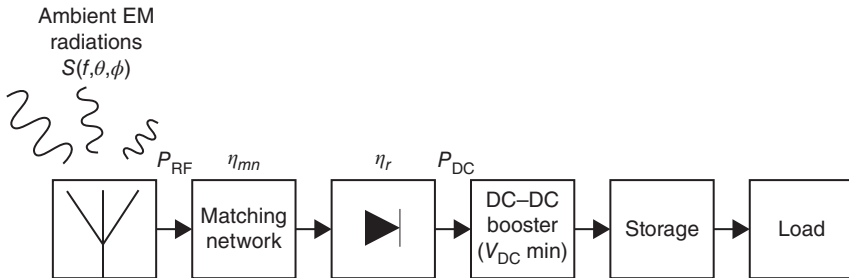 Ambient EM
radiations
S(f,θ,ϕ)
P_RF
η_mn
η_r
P_DC
Matching
network
DC–DC
booster
(V_DC min)
Storage
Load